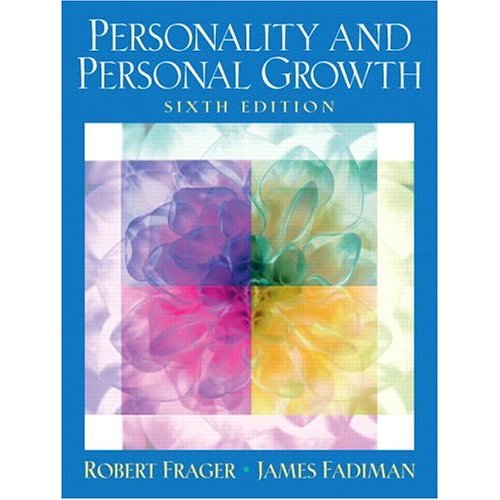 PERSONALITY AND
PERSONAL GROWTH
SIXTH EDITION
ROBERT FRAGER · JAMES FADIMAN